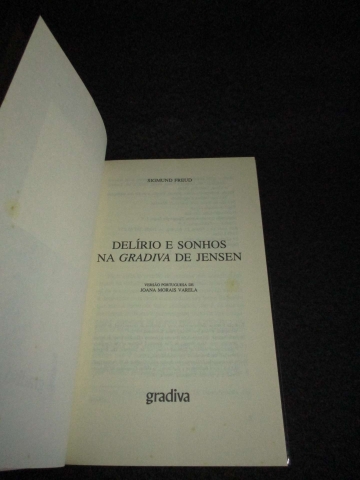 SIGMUND FREUD
DELÍRIO E SONHOS
NA GRADIVA DE JENSEN
VERSÃO PORTUGUESA DE
JOANA MORAIS VARELA
gradiva